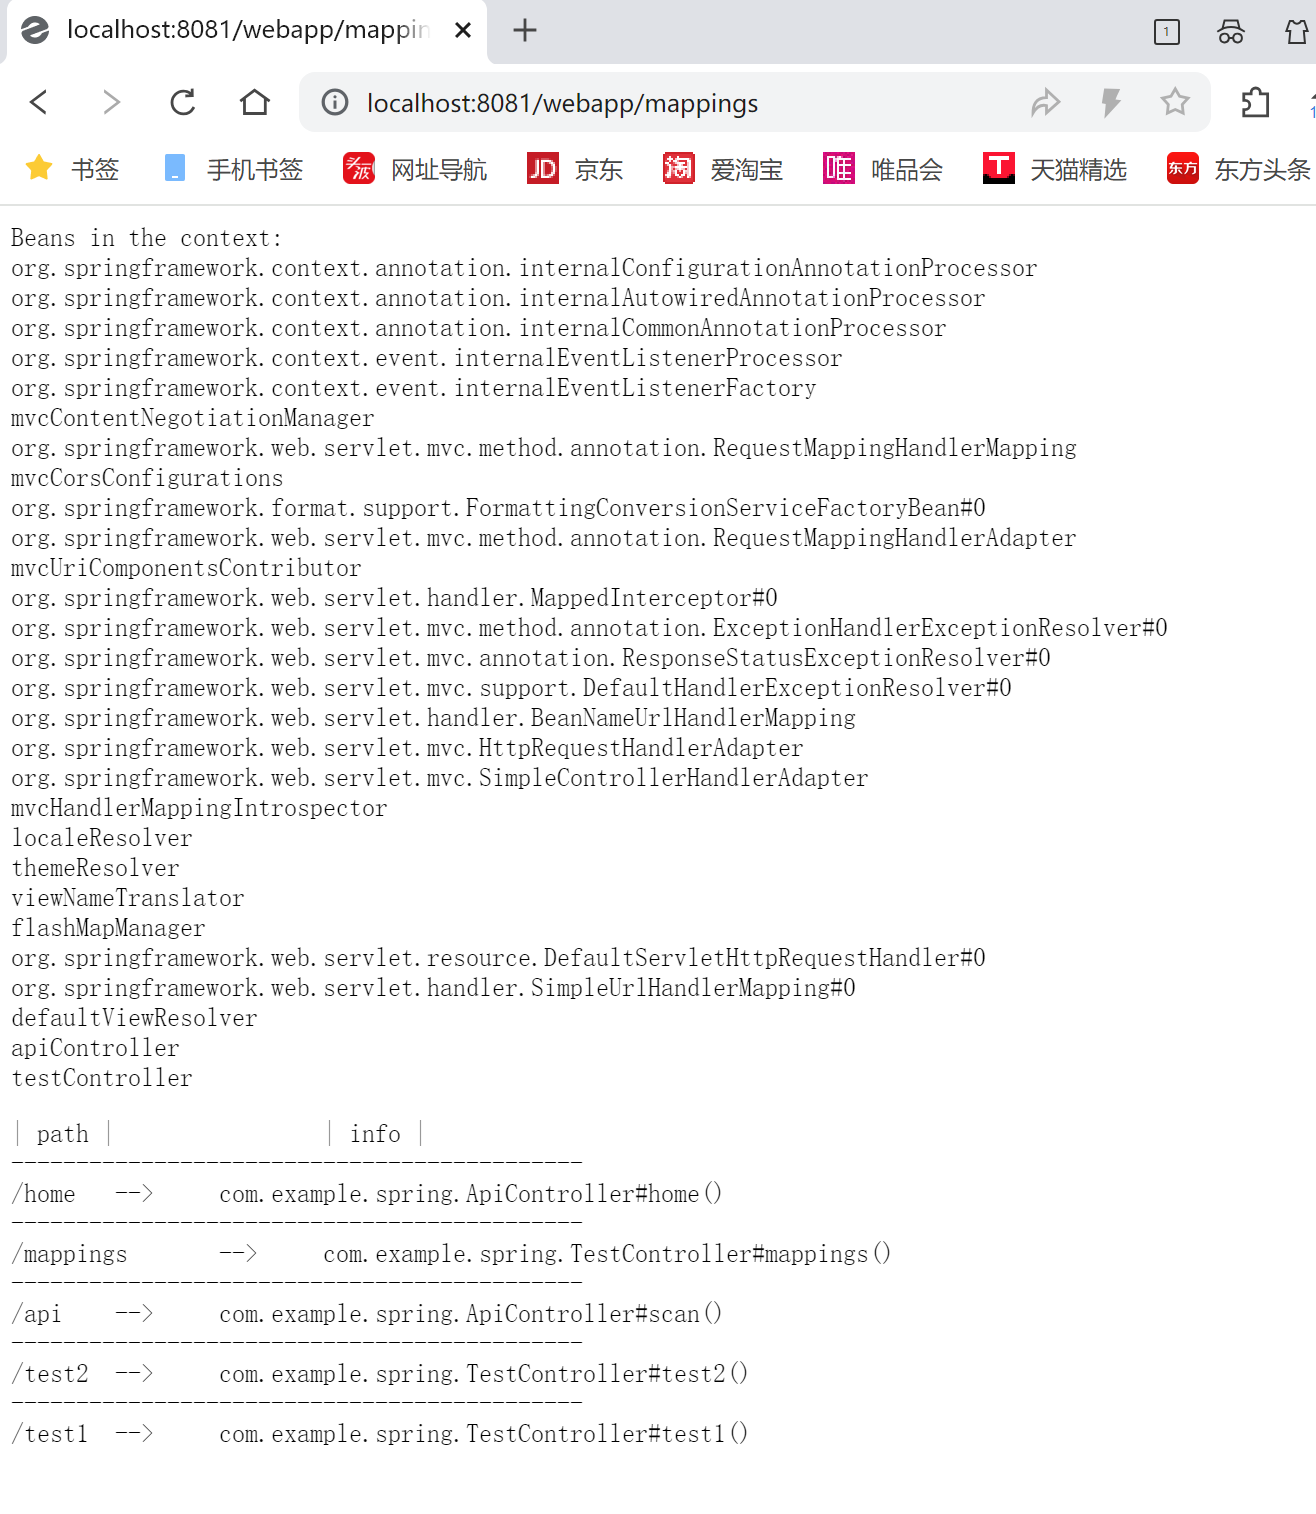 localhost:8081/webapp/mappin
1
localhost:8081/webapp/mappings
书签 手机书签 头波 网址导航 JD 京东 淘 爱淘宝 唯 唯品会 T 天猫精选 东方 东方头条
Beans in the context:
org.springframework.context.annotation.internalConfigurationAnnotationProcessor
org.springframework.context.annotation.internalAutowiredAnnotationProcessor
org.springframework.context.annotation.internalCommonAnnotationProcessor
org.springframework.context.event.internalEventListenerProcessor
org.springframework.context.event.internalEventListenerFactory
mvcContentNegotiationManager
org.springframework.web.servlet.mvc.method.annotation.RequestMappingHandlerMapping
mvcCorsConfigurations
org.springframework.format.support.FormattingConversionServiceFactoryBean#0
org.springframework.web.servlet.mvc.method.annotation.RequestMappingHandlerAdapter
mvcUriComponentsContributor
org.springframework.web.servlet.handler.MappedInterceptor#0
org.springframework.web.servlet.mvc.method.annotation.ExceptionHandlerExceptionResolver#0
org.springframework.web.servlet.mvc.annotation.ResponseStatusExceptionResolver#0
org.springframework.web.servlet.mvc.support.DefaultHandlerExceptionResolver#0
org.springframework.web.servlet.handler.BeanNameUrlHandlerMapping
org.springframework.web.servlet.mvc.HttpRequestHandlerAdapter
org.springframework.web.servlet.mvc.SimpleControllerHandlerAdapter
mvcHandlerMappingIntrospector
localeResolver
themeResolver
viewNameTranslator
flashMapManager
org.springframework.web.servlet.resource.DefaultServletHttpRequestHandler#0
org.springframework.web.servlet.handler.SimpleUrlHandlerMapping#0
defaultViewResolver
apiController
testController
| path |                 | info |
--------------------------------------------
/home   -->     com.example.spring.ApiController#home()
--------------------------------------------
/mappings       -->     com.example.spring.TestController#mappings()
--------------------------------------------
/api    -->     com.example.spring.ApiController#scan()
--------------------------------------------
/test2  -->     com.example.spring.TestController#test2()
--------------------------------------------
/test1  -->     com.example.spring.TestController#test1()